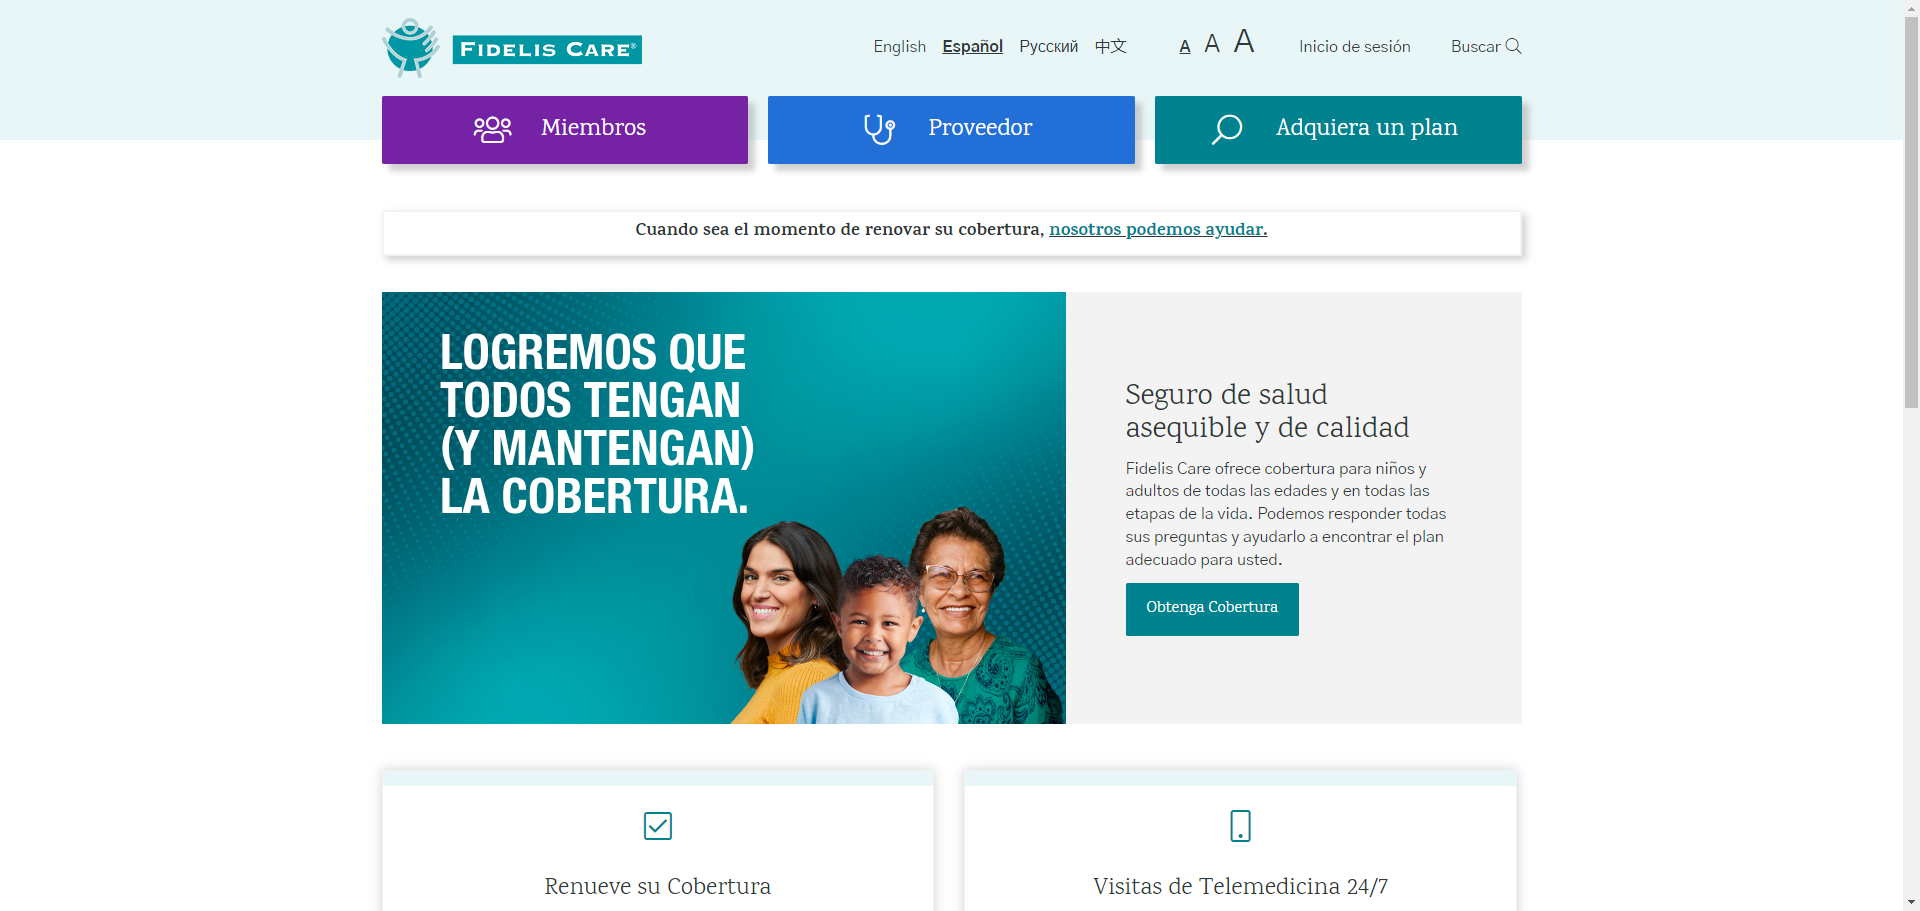 FIDELIS CARE®
English Español Русский 中文
A A A
Inicio de sesión
Buscar
Miembros
Proveedor
Adquiera un plan
Cuando sea el momento de renovar su cobertura, nosotros podemos ayudar.
LOGREMOS QUE
TODOS TENGAN
(Y MANTENGAN)
LA COBERTURA.
Seguro de salud
asequible y de calidad
Fidelis Care ofrece cobertura para niños y
adultos de todas las edades y en todas las
etapas de la vida. Podemos responder todas
sus preguntas y ayudarlo a encontrar el plan
adecuado para usted.
Obtenga Cobertura
Renueve su Cobertura
Visitas de Telemedicina 24/7